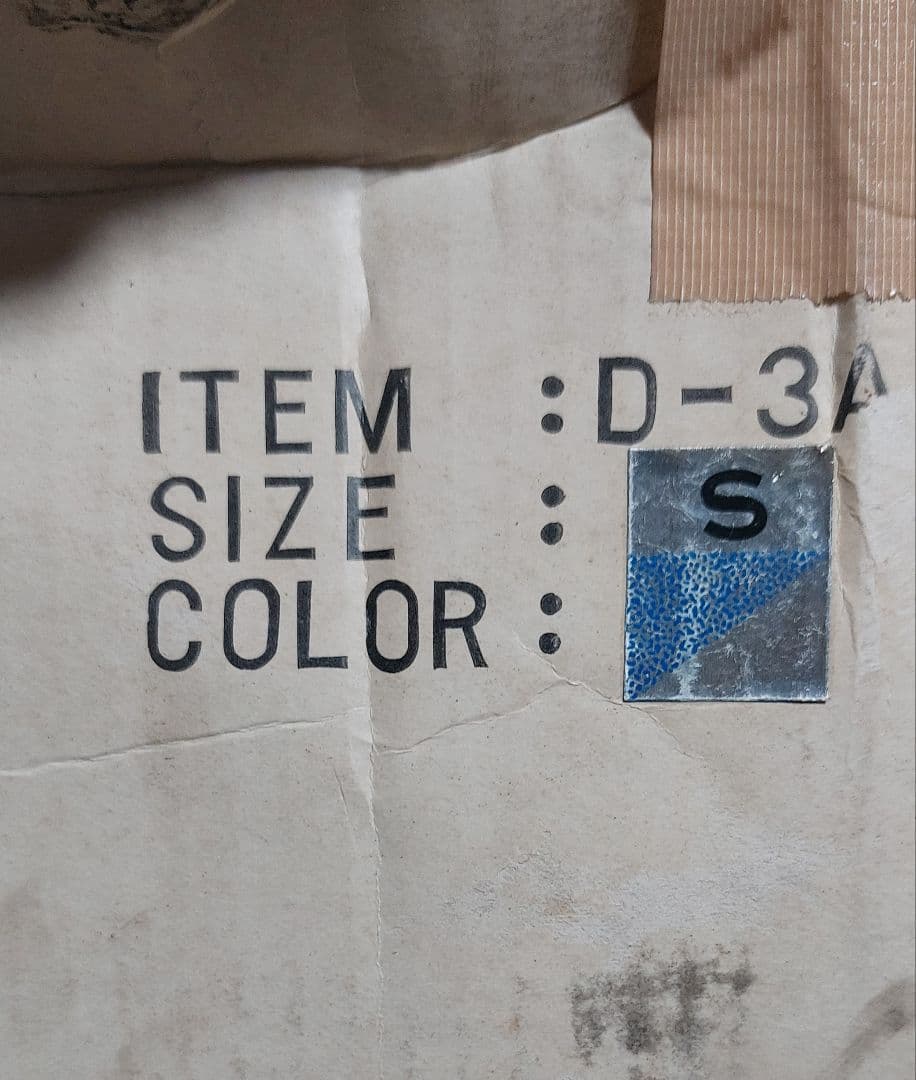 ITEM : D-3A
SIZE : S
COLOR :